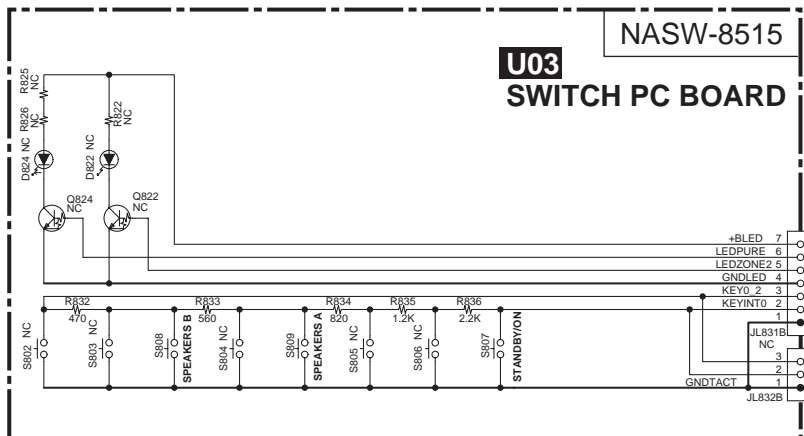 NASW-8515
U03
SWITCH PC BOARD
R825
NC
R826
NC
R822
NC
D824 NC
D822 NC
Q824
NC
Q822
NC
+BLED 7
LEDPURE 6
LEDZONE2 5
GNDLED 4
KEY0_2 3
KEYINT0 2
1
JL831B
NC
R832
470
R833
560
R834
820
R835
1.2K
R836
2.2K
S802 NC
S803 NC
S808
SPEAKERS B
S804 NC
S809
SPEAKERS A
S805 NC
S806 NC
S807
STANDBY/ON
3
2
GNDTACT 1
JL832B